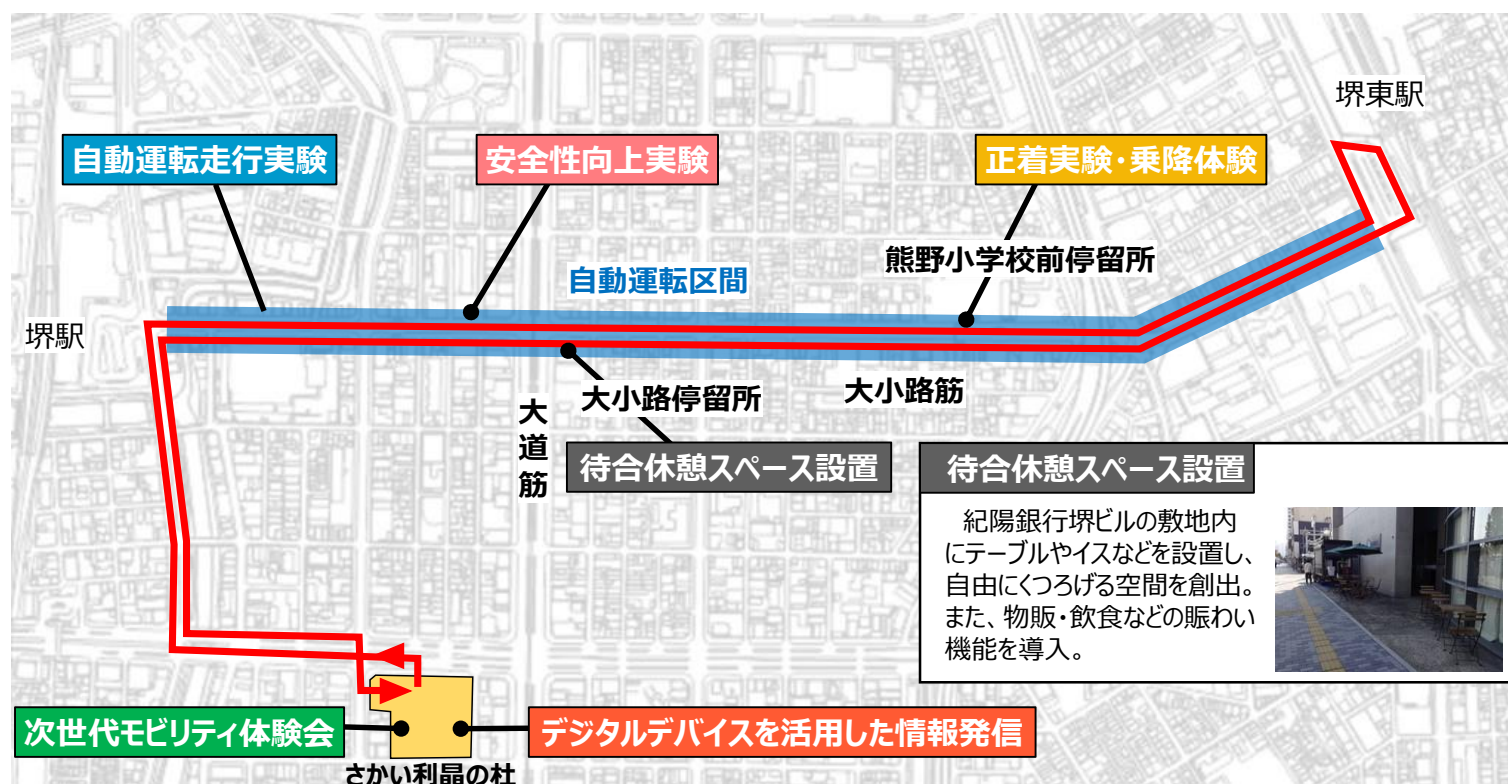 堺東駅
自動運転走行実験
安全性向上実験
正着実験・乗降体験
熊野小学校前停留所
自動運転区間
堺駅
大小路停留所
大小路筋
大道筋
待合休憩スペース設置
待合休憩スペース設置
紀陽銀行堺ビルの敷地内
にテーブルやイスなどを設置し、
自由にくつろげる空間を創出。
また、物販・飲食などの賑わい
機能を導入。
次世代モビリティ体験会
デジタルデバイスを活用した情報発信
さかい利晶の杜